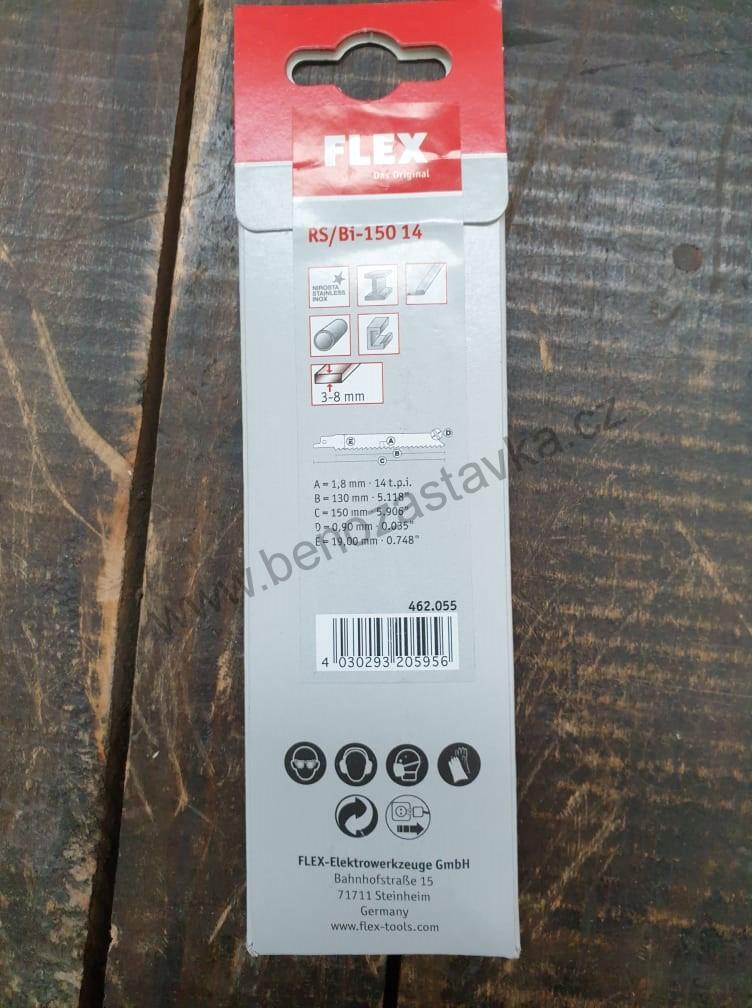 FLEX
Das Original
RS/Bi-150 14
NIROSTA
STAINLESS
INOX
3-8 mm
E A D
B
C
A = 1,8 mm · 14 t.p.i.
B = 130 mm · 5.118"
C = 150 mm · 5.906"
D = 0,90 mm · 0.035"
E = 19,00 mm · 0.748"
www.benozastavka.cz
462.055
4 030293 205956
FLEX-Elektrowerkzeuge GmbH
Bahnhofstraße 15
71711 Steinheim
Germany
www.flex-tools.com